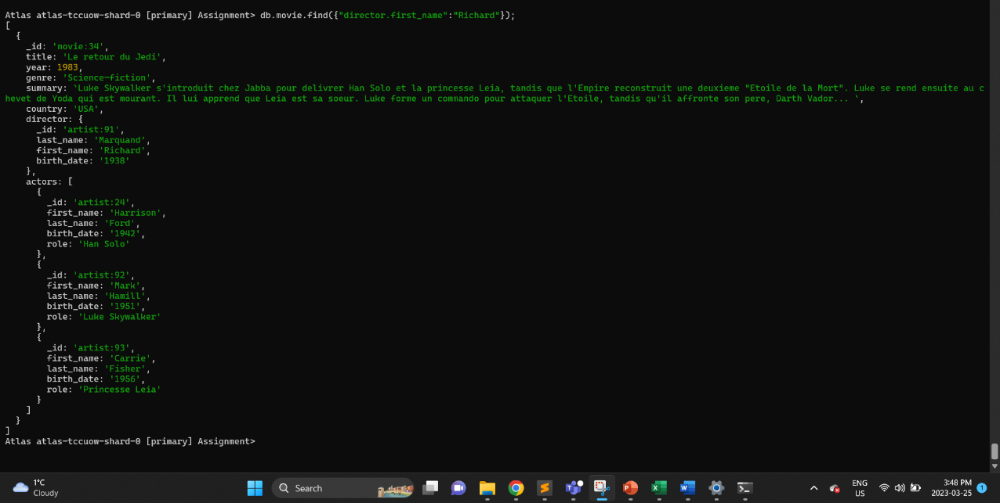 Atlas atlas-tccuow-shard-0 [primary] Assignment> db.movie.find({"director.first_name":"Richard"});
[
  {
    _id: 'movie:34',
    title: 'Le retour du Jedi',
    year: 1983,
    genre: 'Science-fiction',
    summary: `Luke Skywalker s'introduit chez Jabba pour delivrer Han Solo et la princesse Leia, tandis que l'Empire reconstruit une deuxieme "Etoile de la Mort". Luke se rend ensuite au c
hevet de Yoda qui est mourant. Il lui apprend que Leia est sa soeur. Luke forme un commando pour attaquer l'Etoile, tandis qu'il affronte son pere, Darth Vador... `,
    country: 'USA',
    director: {
      _id: 'artist:91',
      last_name: 'Marquand',
      first_name: 'Richard',
      birth_date: '1938'
    },
    actors: [
      {
        _id: 'artist:24',
        first_name: 'Harrison',
        last_name: 'Ford',
        birth_date: '1942',
        role: 'Han Solo'
      },
      {
        _id: 'artist:92',
        first_name: 'Mark',
        last_name: 'Hamill',
        birth_date: '1951',
        role: 'Luke Skywalker'
      },
      {
        _id: 'artist:93',
        first_name: 'Carrie',
        last_name: 'Fisher',
        birth_date: '1956',
        role: 'Princesse Leia'
      }
    ]
  }
]
Atlas atlas-tccuow-shard-0 [primary] Assignment>
1°C
Cloudy
Search
ENG
US
3:48 PM
2023-03-25
1